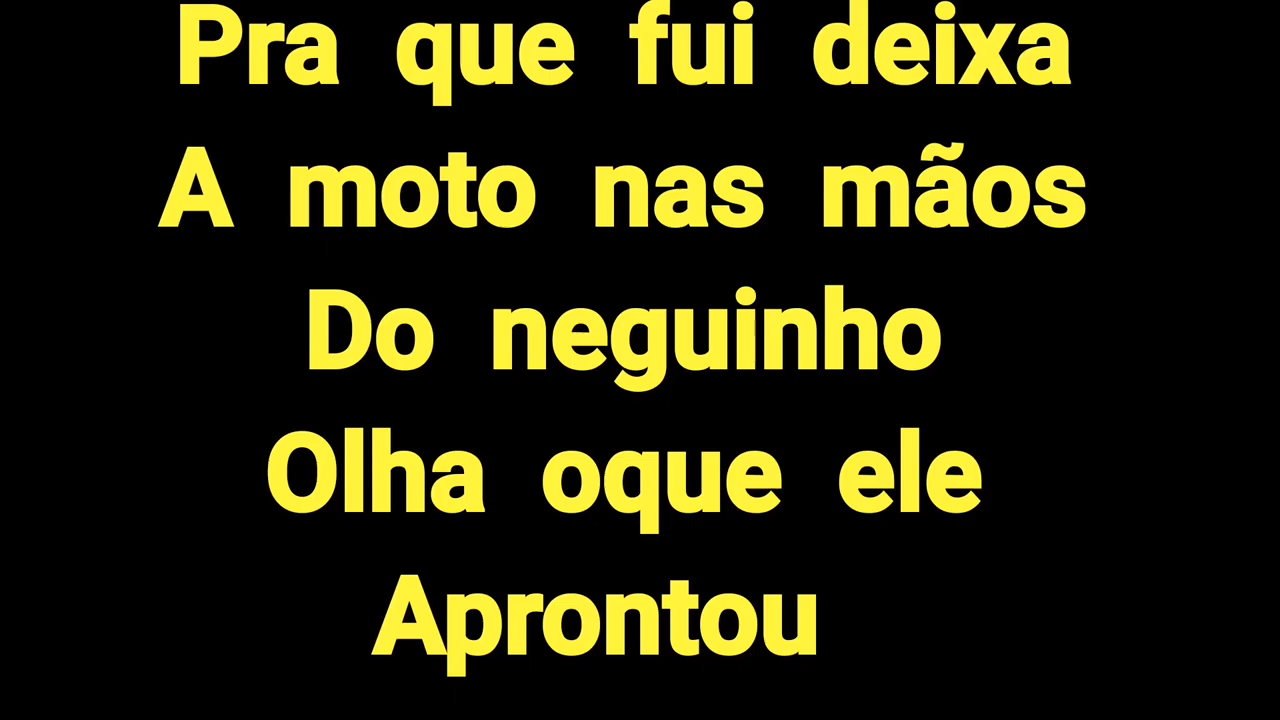 Pra que fui deixa
A moto nas mãos
Do neguinho
Olha oque ele
Aprontou